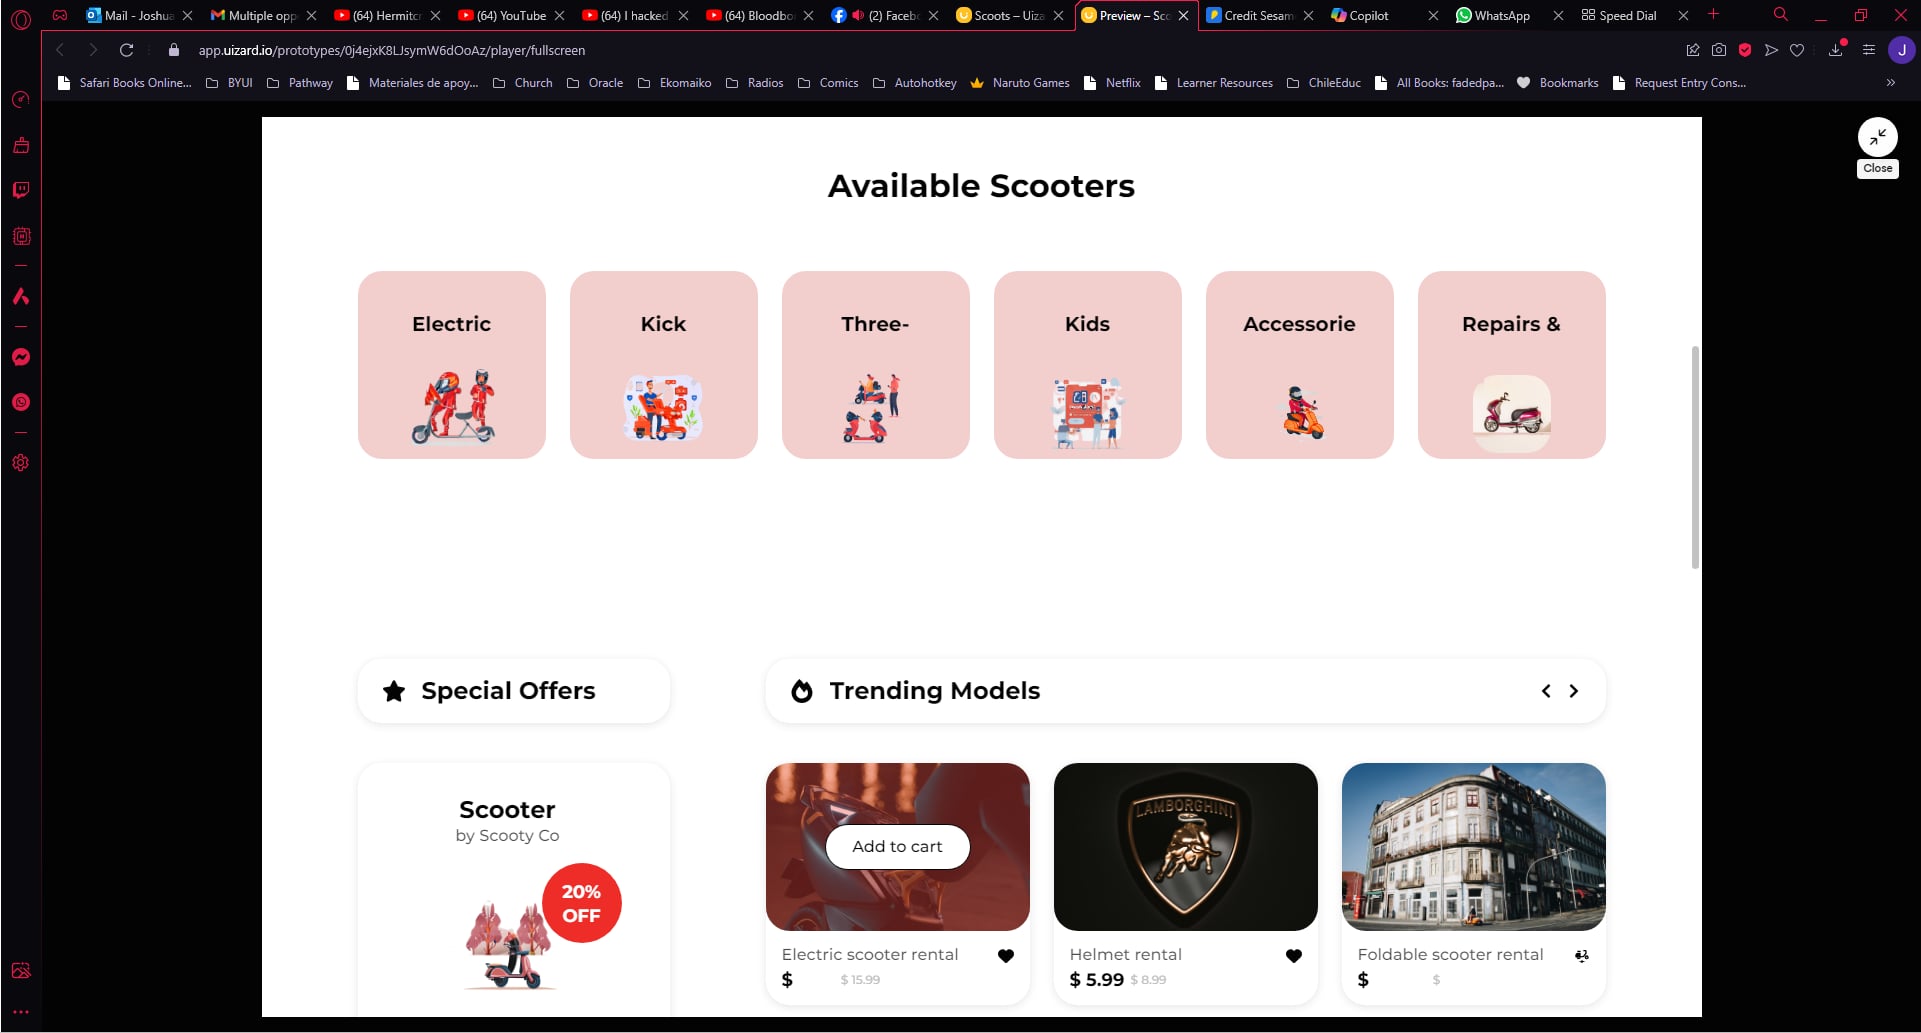 Mail - Joshua
Multiple opp
(64) Hermitcr
(64) YouTube
(64) I hacked
(64) Bloodbor
(2) Facebo
Scoots – Uiza
Preview – Sco
Credit Sesam
Copilot
WhatsApp
Speed Dial
app.uizard.io/prototypes/0j4ejxK8LJsymW6dOoAz/player/fullscreen
J
Safari Books Online...
BYUI
Pathway
Materiales de apoy...
Church
Oracle
Ekomaiko
Radios
Comics
Autohotkey
Naruto Games
Netflix
Learner Resources
ChileEduc
All Books: fadedpa...
Bookmarks
Request Entry Cons...
Close
Available Scooters
Electric
Kick
Three-
Kids
Accessorie
Repairs &
Special Offers
Trending Models
Scooter
by Scooty Co
20%
OFF
Add to cart
LAMBORGHINI
Electric scooter rental
$ $ 15.99
Helmet rental
$ 5.99 $ 8.99
Foldable scooter rental
$ $